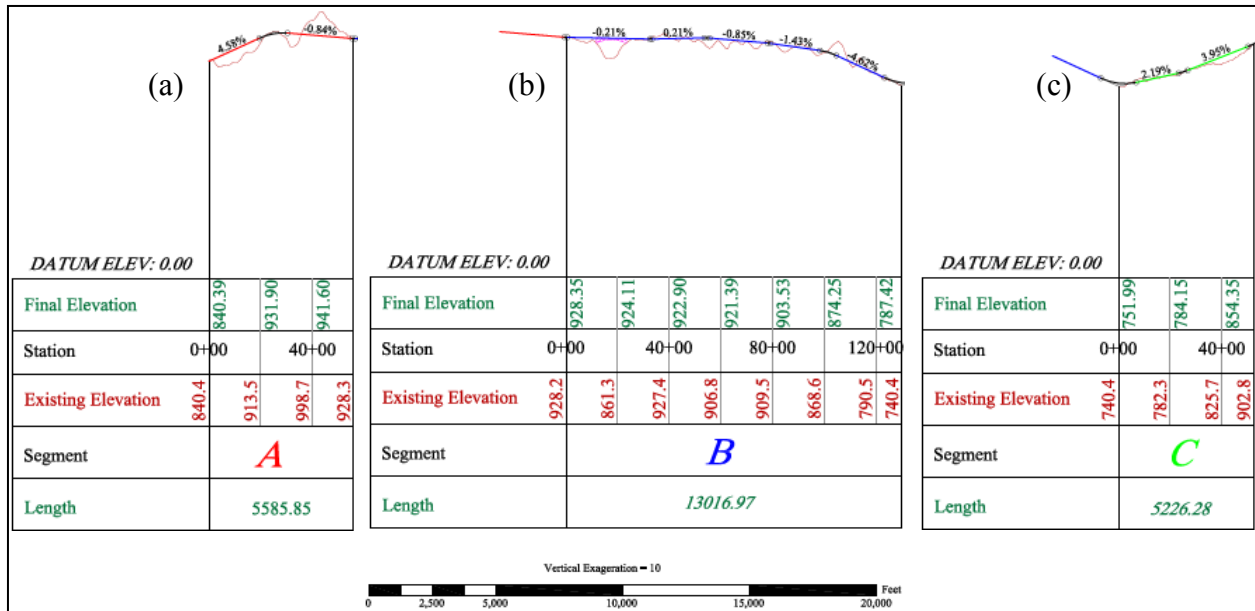 4.58%
-0.84%
(a)
DATUM ELEV: 0.00
Final Elevation 840.39 931.90 941.60
Station 0+00 40+00
Existing Elevation 840.4 913.5 998.7 928.3
Segment A
Length 5585.85
-0.21% 0.21% -0.85% -1.43% -4.62%
(b)
DATUM ELEV: 0.00
Final Elevation 928.35 924.11 922.90 921.39 903.53 874.25 787.42
Station 0+00 40+00 80+00 120+00
Existing Elevation 928.2 861.3 927.4 906.8 909.5 868.6 790.5 740.4
Segment B
Length 13016.97
2.19% 3.95%
(c)
DATUM ELEV: 0.00
Final Elevation 751.99 784.15 854.35
Station 0+00 40+00
Existing Elevation 740.4 782.3 825.7 902.8
Segment C
Length 5226.28
Vertical Exageration = 10
Feet
0 2,500 5,000 10,000 15,000 20,000